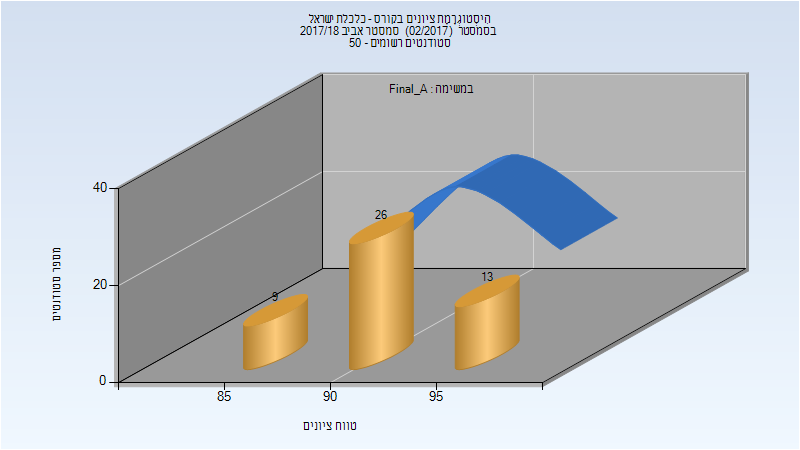 היסטוגרמת ציונים בקורס - כלכלת ישראל
בסמסטר (02/2017) סמסטר אביב 2017/18
סטודנטים רשומים - 50
במשימה : Final_A
מספר סטודנטים
40
20
0
9
26
13
85
90
95
טווח ציונים